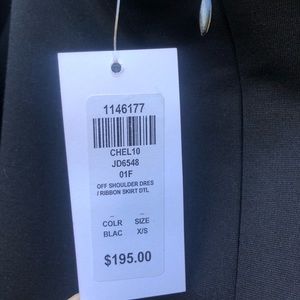 1146177
CHEL10
JD6548
01F
OFF SHOULDER DRES
/ RIBBON SKIRT DTL
-- --
COLR SIZE
BLAC X/S
$195.00